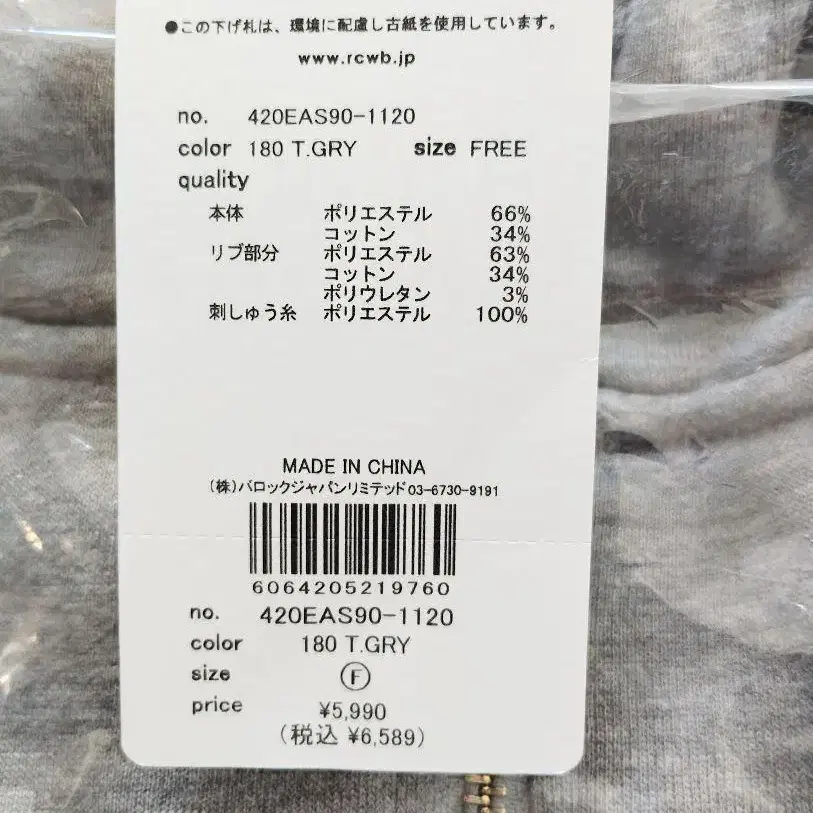 ●この下げ札は、環境に配慮し古紙を使用しています。
www.rcwb.jp
no. 420EAS90-1120
color 180 T.GRY size FREE
quality
本体 ポリエステル 66%
コットン 34%
リブ部分 ポリエステル 63%
コットン 34%
ポリウレタン 3%
刺しゅう糸 ポリエステル 100%
MADE IN CHINA
(株)バロックジャパンリミテッド03-6730-9191
6064205219760
no. 420EAS90-1120
color 180 T.GRY
size Ⓕ
price ¥5,990
(税込 ¥6,589)